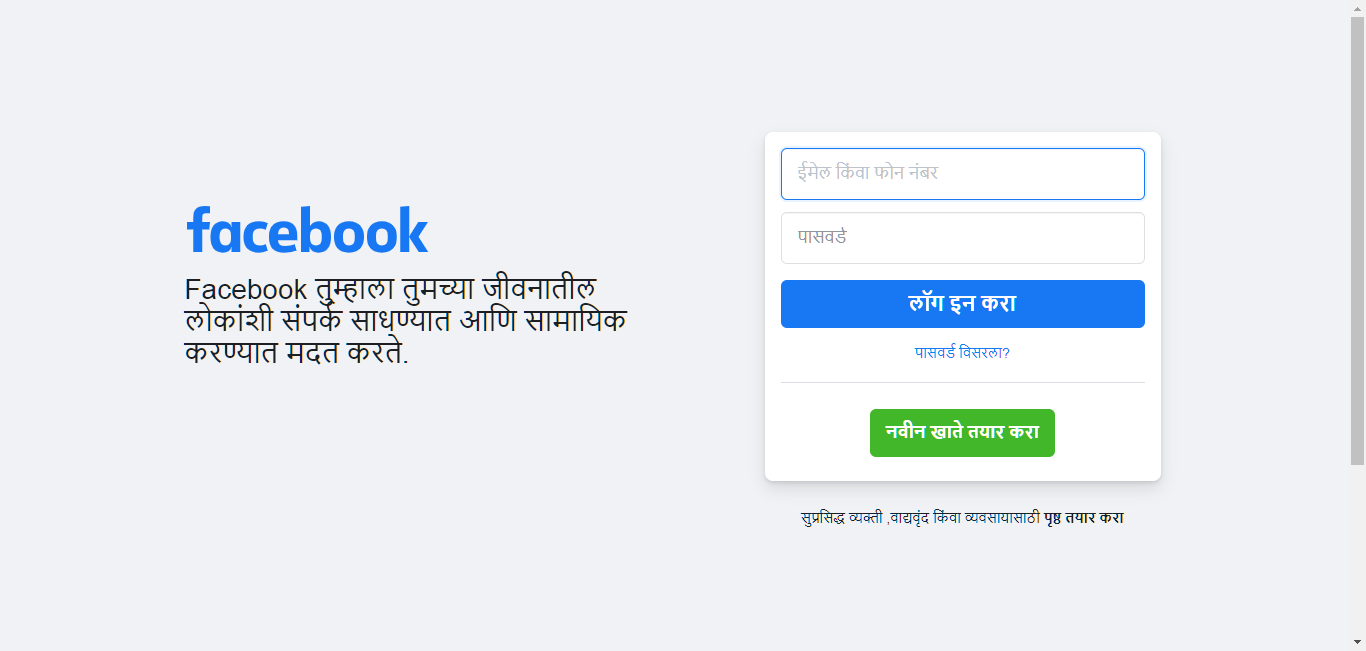 facebook
Facebook तुम्हाला तुमच्या जीवनातील
लोकांशी संपर्क साधण्यात आणि सामायिक
करण्यात मदत करते.
ईमेल किंवा फोन नंबर
पासवर्ड
लॉग इन करा
पासवर्ड विसरला?
नवीन खाते तयार करा
सुप्रसिद्ध व्यक्ती ,वाद्यवृंद किंवा व्यवसायासाठी पृष्ठ तयार करा